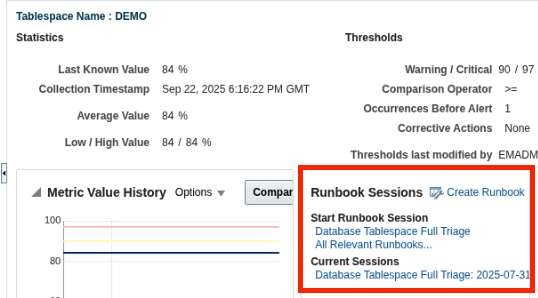 Tablespace Name : DEMO
Statistics
Thresholds
Last Known Value 84 %
Warning / Critical 90 / 97
Collection Timestamp Sep 22, 2025 6:16:22 PM GMT
Comparison Operator >=
Occurrences Before Alert 1
Average Value 84 %
Corrective Actions None
Low / High Value 84 / 84 %
Thresholds last modified by EMADM
Metric Value History Options
Compar
Runbook Sessions Create Runbook
Start Runbook Session
Database Tablespace Full Triage
All Relevant Runbooks...
Current Sessions
Database Tablespace Full Triage: 2025-07-31
100
80